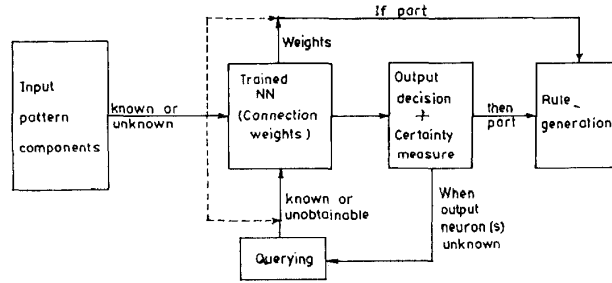 If part
Weights
Input
pattern
components
known or
unknown
Trained
NN
(Connection
weights)
Output
decision
+
Certainty
measure
then
part
Rule
generation
known or
unobtainable
When
output
neuron(s)
unknown
Querying